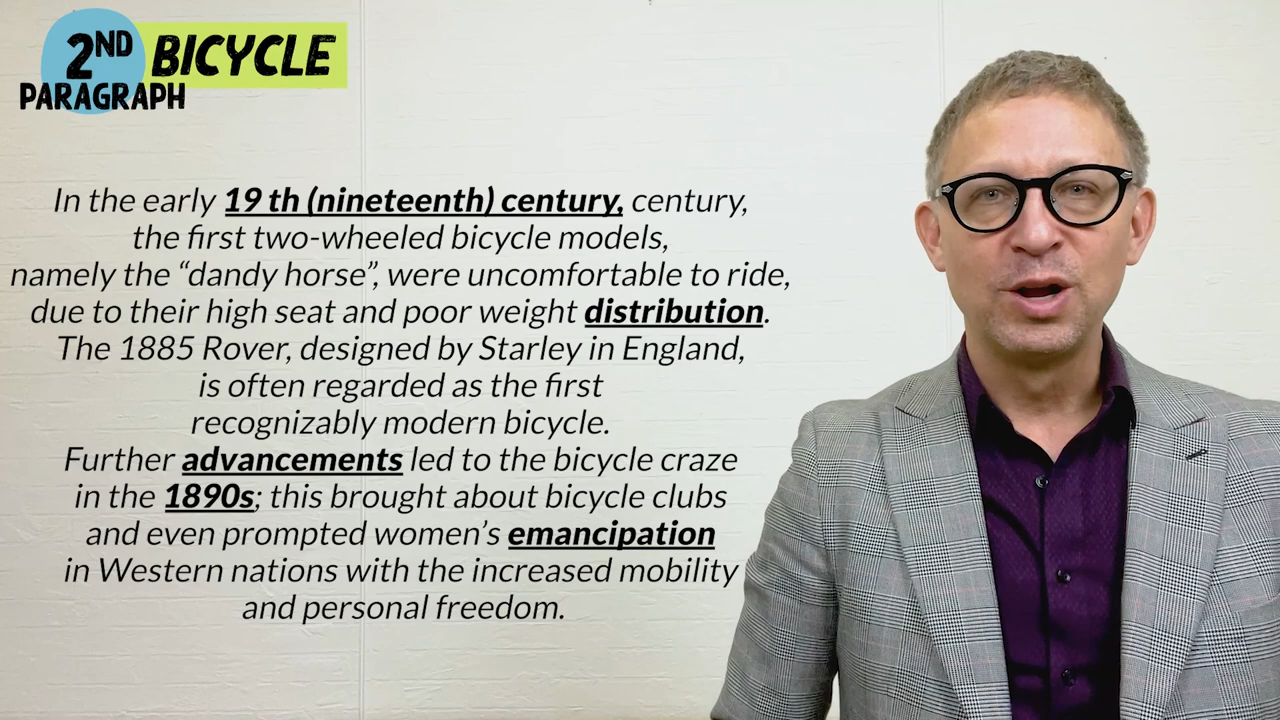 2ND BICYCLE
PARAGRAPH
In the early 19 th (nineteenth) century, century,
the first two-wheeled bicycle models,
namely the “dandy horse”, were uncomfortable to ride,
due to their high seat and poor weight distribution.
The 1885 Rover, designed by Starley in England,
is often regarded as the first
recognizably modern bicycle.
Further advancements led to the bicycle craze
in the 1890s; this brought about bicycle clubs
and even prompted women’s emancipation
in Western nations with the increased mobility
and personal freedom.